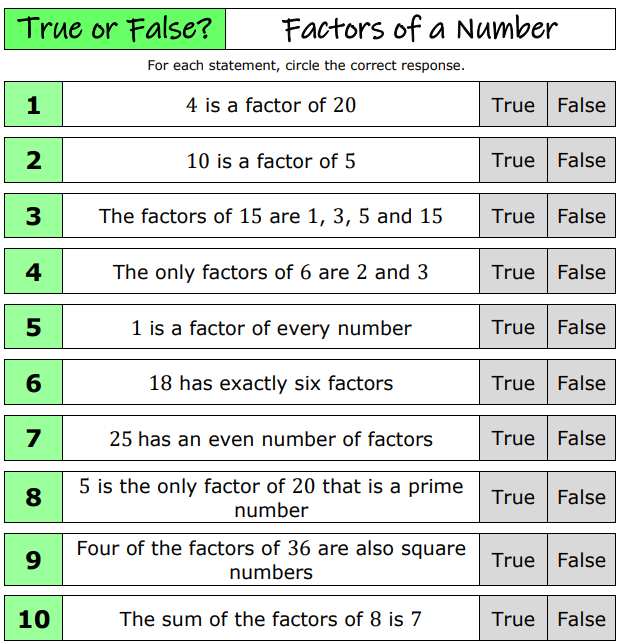 True or False? Factors of a Number
For each statement, circle the correct response.
1 4 is a factor of 20 True False
2 10 is a factor of 5 True False
3 The factors of 15 are 1, 3, 5 and 15 True False
4 The only factors of 6 are 2 and 3 True False
5 1 is a factor of every number True False
6 18 has exactly six factors True False
7 25 has an even number of factors True False
8 5 is the only factor of 20 that is a prime
number True False
9 Four of the factors of 36 are also square
numbers True False
10 The sum of the factors of 8 is 7 True False